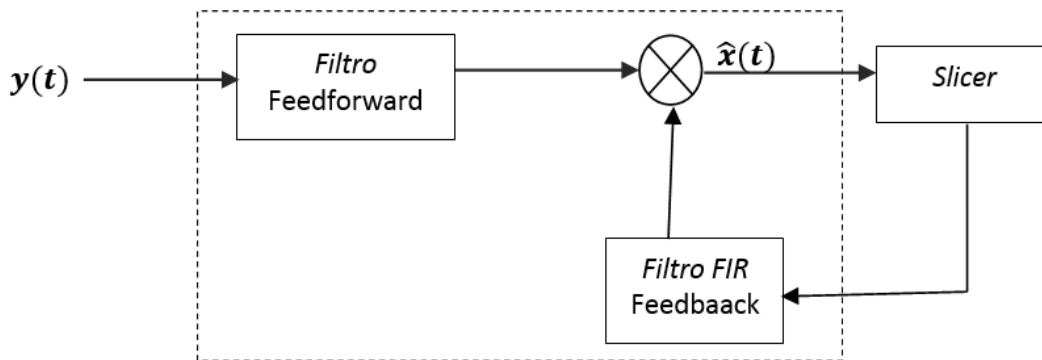 y(t)
Filtro
Feedforward
x̂(t)
Slicer
Filtro FIR
Feedbaack